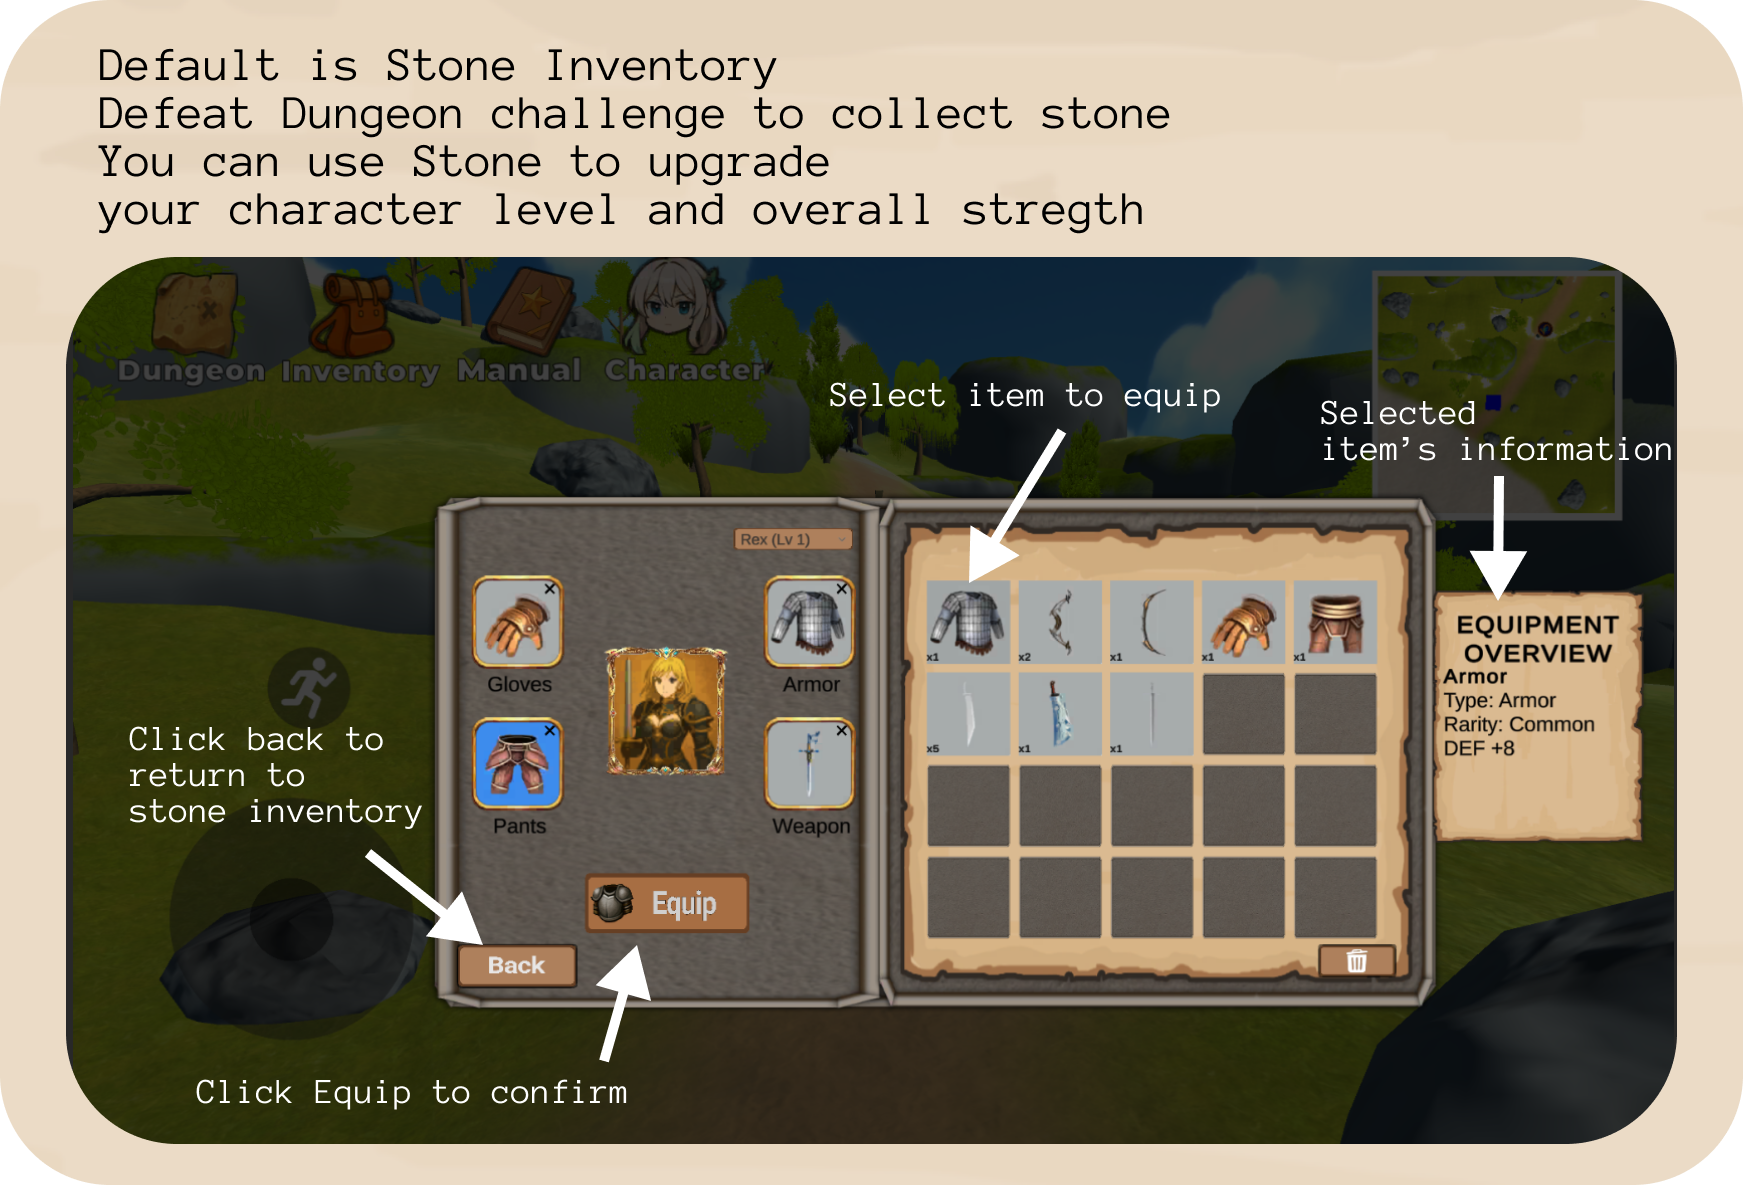 Default is Stone Inventory
Defeat Dungeon challenge to collect stone
You can use Stone to upgrade
your character level and overall stregth
Dungeon Inventory Manual Character
Select item to equip
Selected
item's information
Rex (Lv 1)
Gloves
Armor
Pants
Weapon
x1 x2 x1 x1 x1
x5 x1 x1
EQUIPMENT
OVERVIEW
Armor
Type: Armor
Rarity: Common
DEF +8
Click back to
return to
stone inventory
Equip
Back
Click Equip to confirm